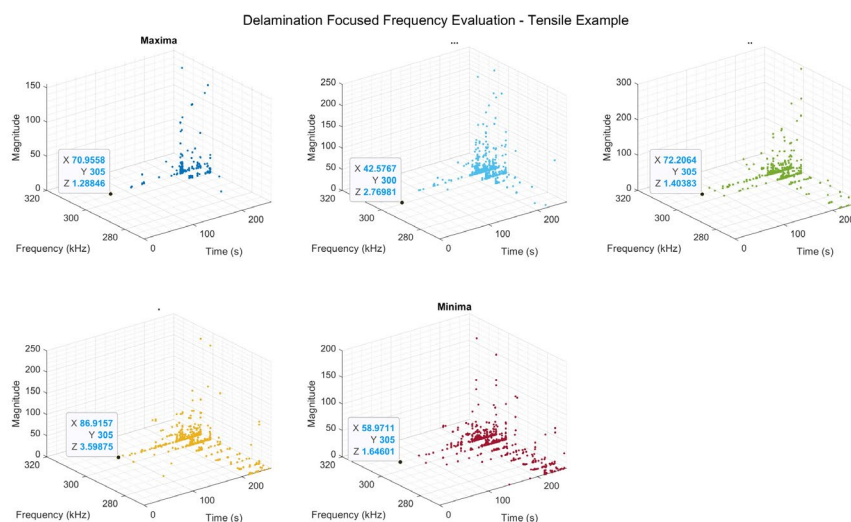 Delamination Focused Frequency Evaluation - Tensile Example
Maxima
150
100
50
0
Magnitude
X 70.9558
Y 305
Z 1.28846
320
300
280
Frequency (kHz)
0
100
200
Time (s)
...
250
200
150
100
50
0
Magnitude
X 42.5767
Y 300
Z 2.76981
320
300
280
Frequency (kHz)
0
100
200
Time (s)
..
300
200
100
0
Magnitude
X 72.2064
Y 305
Z 1.40383
320
300
280
Frequency (kHz)
0
100
200
Time (s)
.
250
200
150
100
50
0
Magnitude
X 86.9157
Y 305
Z 3.59875
320
300
280
Frequency (kHz)
0
100
200
Time (s)
Minima
200
150
100
50
0
Magnitude
X 58.9711
Y 305
Z 1.64601
320
300
280
Frequency (kHz)
0
100
200
Time (s)